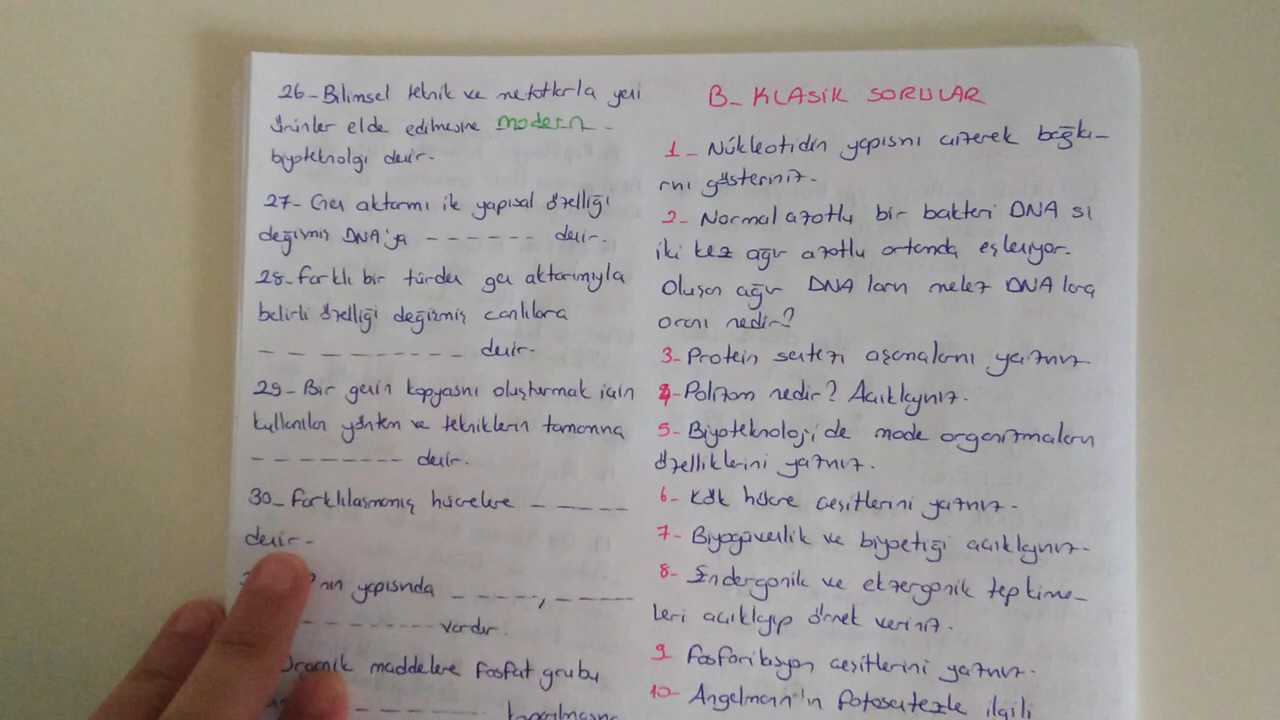 26- Bilimsel teknik ve metotlarla yeni
ürünler elde edilmesine modern
biyoteknoloji denir.
27- Gen aktarımı ile yapısal özelliği
değişmiş DNA'ya ------ denir.
28- Farklı bir türden gen aktarımıyla
belirli özelliği değişmiş canlılara
--------- denir.
29- Bir genin kopyasını oluşturmak için
kullanılan yöntem ve tekniklerin tamamına
-------- denir.
30- Farklılaşmamış hücrelere -----
denir.
nın yapısında -----, -----
------- vardır.
Organik maddelere fosfat grubu
B- KLASİK SORULAR
1- Nükleotidin yapısını çizerek bağla-
rını gösteriniz.
2- Normal azotlu bir bakteri DNA sı
iki kez ağır azotlu ortamda eşleniyor.
Oluşan ağır DNA ların melez DNA lara
oranı nedir?
3- Protein sentezi aşamalarını yazınız
4- Polizom nedir? Açıklayınız.
5- Biyoteknoloji de model organizmaların
özelliklerini yazınız.
6- Kök hücre çeşitlerini yazınız.
7- Biyogüvenlik ve biyoetiği açıklayınız.
8- Endergonik ve ekzergonik tepkime-
leri açıklayıp örnek veriniz.
9- Fosforilasyon çeşitlerini yazınız.
10- Angelmann'ın fotosentezle ilgili